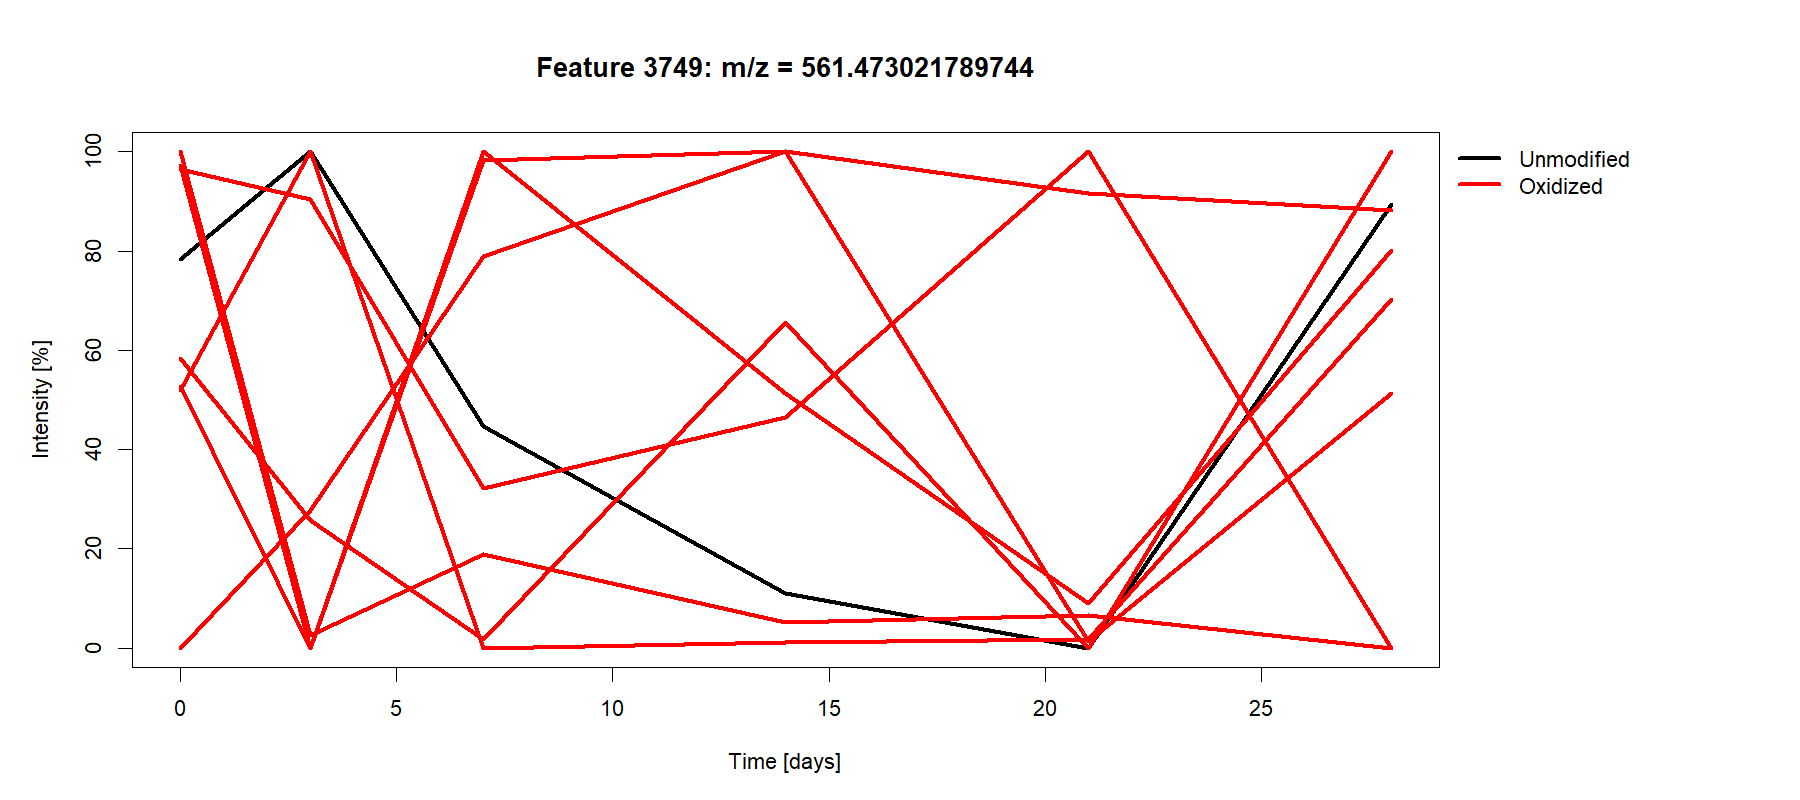 Feature 3749: m/z = 561.473021789744
Unmodified
Oxidized
Intensity [%]
100
80
60
40
20
0
0 5 10 15 20 25
Time [days]